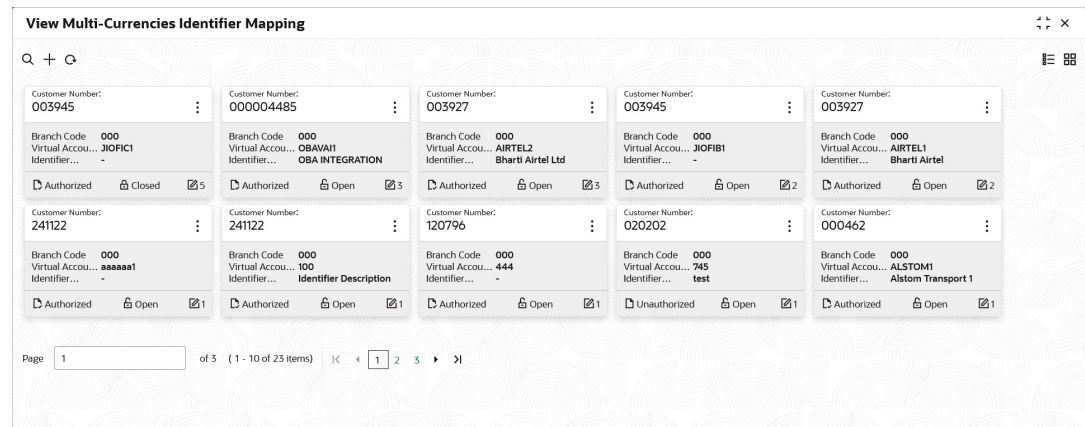 View Multi-Currencies Identifier Mapping
Customer Number:
003945
Branch Code 000
Virtual Accou... JIOFIC1
Identifier... -
Authorized Closed 5
Customer Number:
000004485
Branch Code 000
Virtual Accou... OBAVAI1
Identifier... OBA INTEGRATION
Authorized Open 3
Customer Number:
003927
Branch Code 000
Virtual Accou... AIRTEL2
Identifier... Bharti Airtel Ltd
Authorized Open 3
Customer Number:
003945
Branch Code 000
Virtual Accou... JIOFIB1
Identifier... -
Authorized Open 2
Customer Number:
003927
Branch Code 000
Virtual Accou... AIRTEL1
Identifier... Bharti Airtel
Authorized Open 2
Customer Number:
241122
Branch Code 000
Virtual Accou... aaaaaa1
Identifier... -
Authorized Open 1
Customer Number:
241122
Branch Code 000
Virtual Accou... 100
Identifier... Identifier Description
Authorized Open 1
Customer Number:
120796
Branch Code 000
Virtual Accou... 444
Identifier... -
Authorized Open 1
Customer Number:
020202
Branch Code 000
Virtual Accou... 745
Identifier... test
Unauthorized Open 1
Customer Number:
000462
Branch Code 000
Virtual Accou... ALSTOM1
Identifier... Alstom Transport 1
Authorized Open 1
Page 1 of 3 ( 1 - 10 of 23 items) 1 2 3